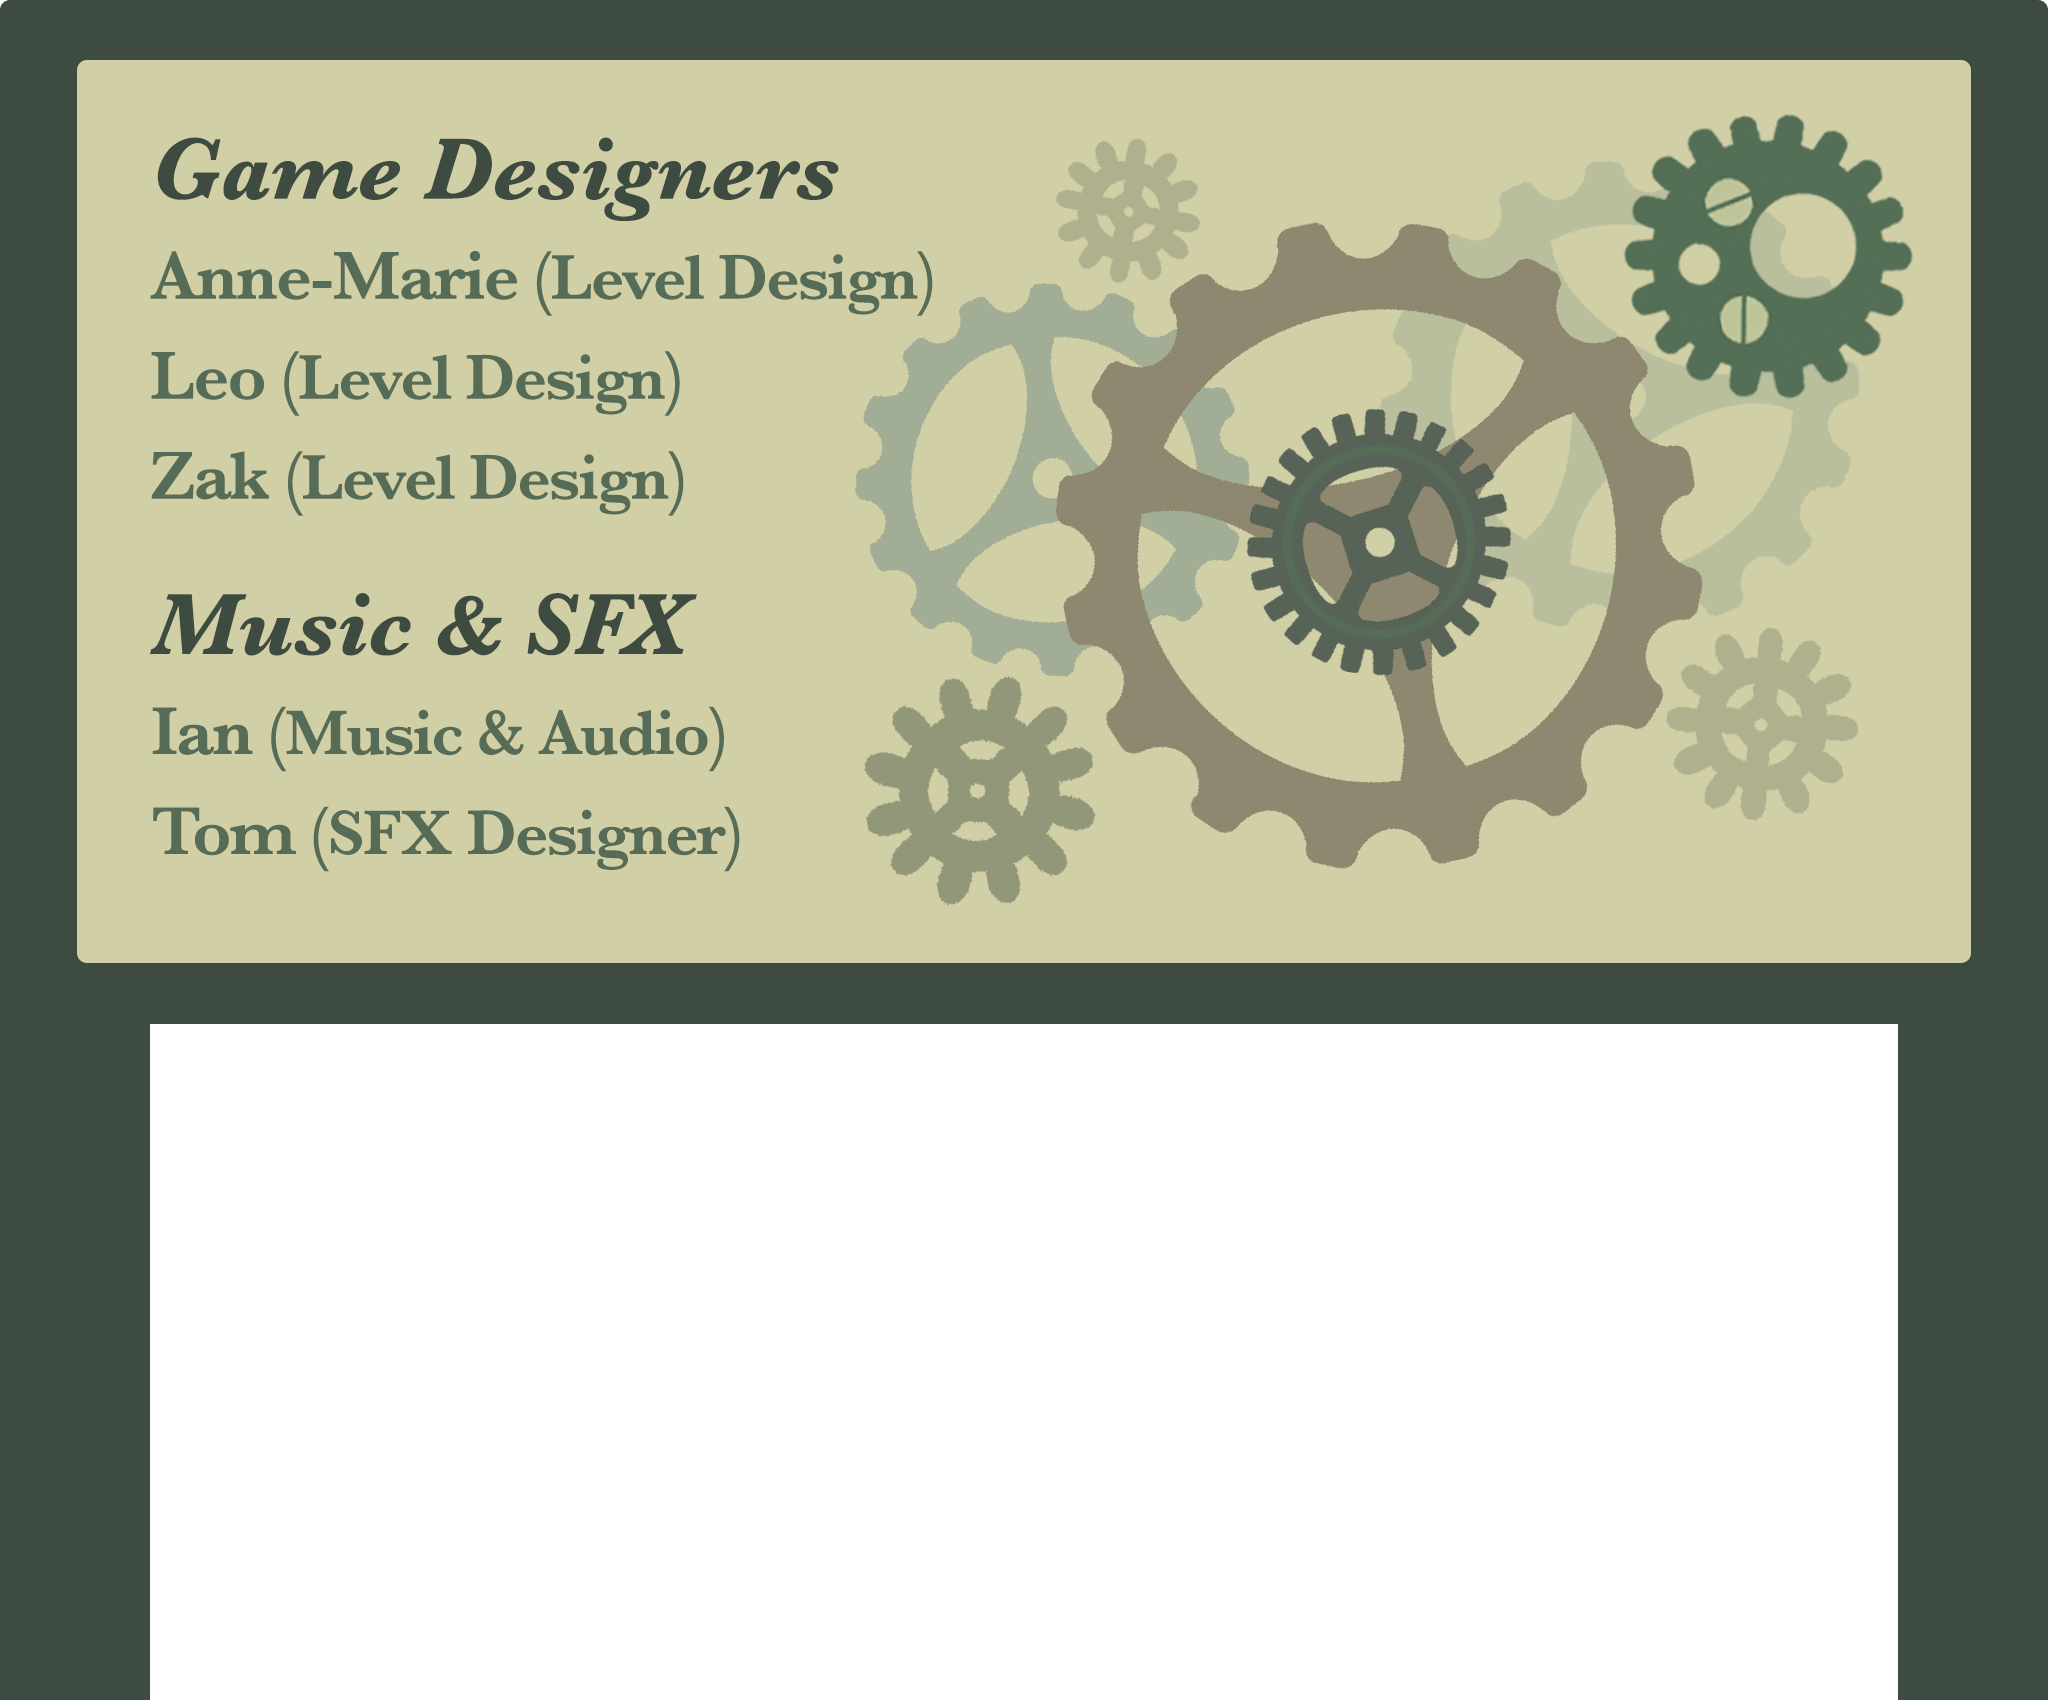 Game Designers
Anne-Marie (Level Design)
Leo (Level Design)
Zak (Level Design)
Music & SFX
Ian (Music & Audio)
Tom (SFX Designer)